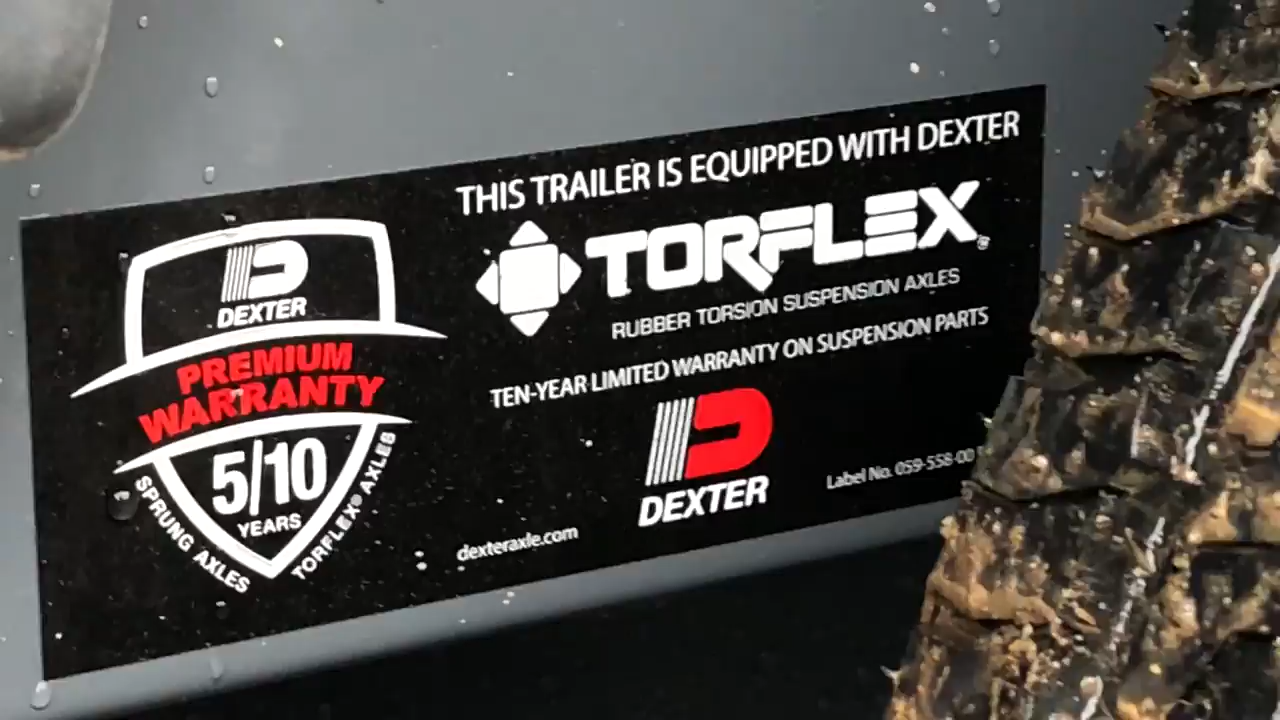 DEXTER
PREMIUM
WARRANTY
5/10
YEARS
SPRUNG AXLES
TORFLEX® AXLES
THIS TRAILER IS EQUIPPED WITH DEXTER
TORFLEX®
RUBBER TORSION SUSPENSION AXLES
TEN-YEAR LIMITED WARRANTY ON SUSPENSION PARTS
DEXTER
dexteraxle.com
Label No. 059-558-00